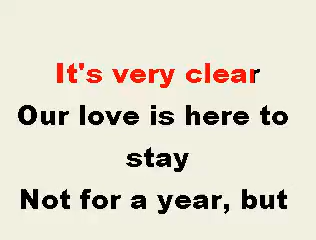 It's very clear
Our love is here to
stay
Not for a year, but